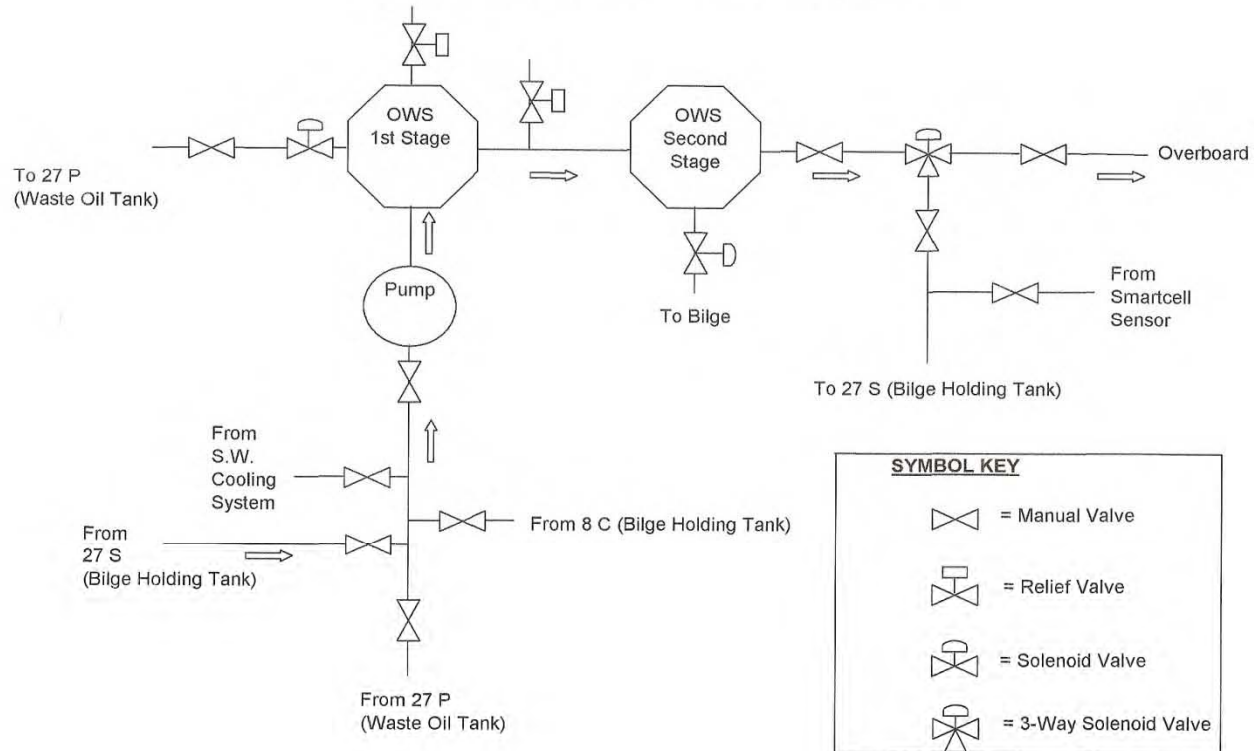 OWS
1st Stage
OWS
Second
Stage
Overboard
To 27 P
(Waste Oil Tank)
Pump
To Bilge
From
Smartcell
Sensor
To 27 S (Bilge Holding Tank)
From
S.W.
Cooling
System
From 8 C (Bilge Holding Tank)
From
27 S
(Bilge Holding Tank)
From 27 P
(Waste Oil Tank)
SYMBOL KEY
= Manual Valve
= Relief Valve
= Solenoid Valve
= 3-Way Solenoid Valve